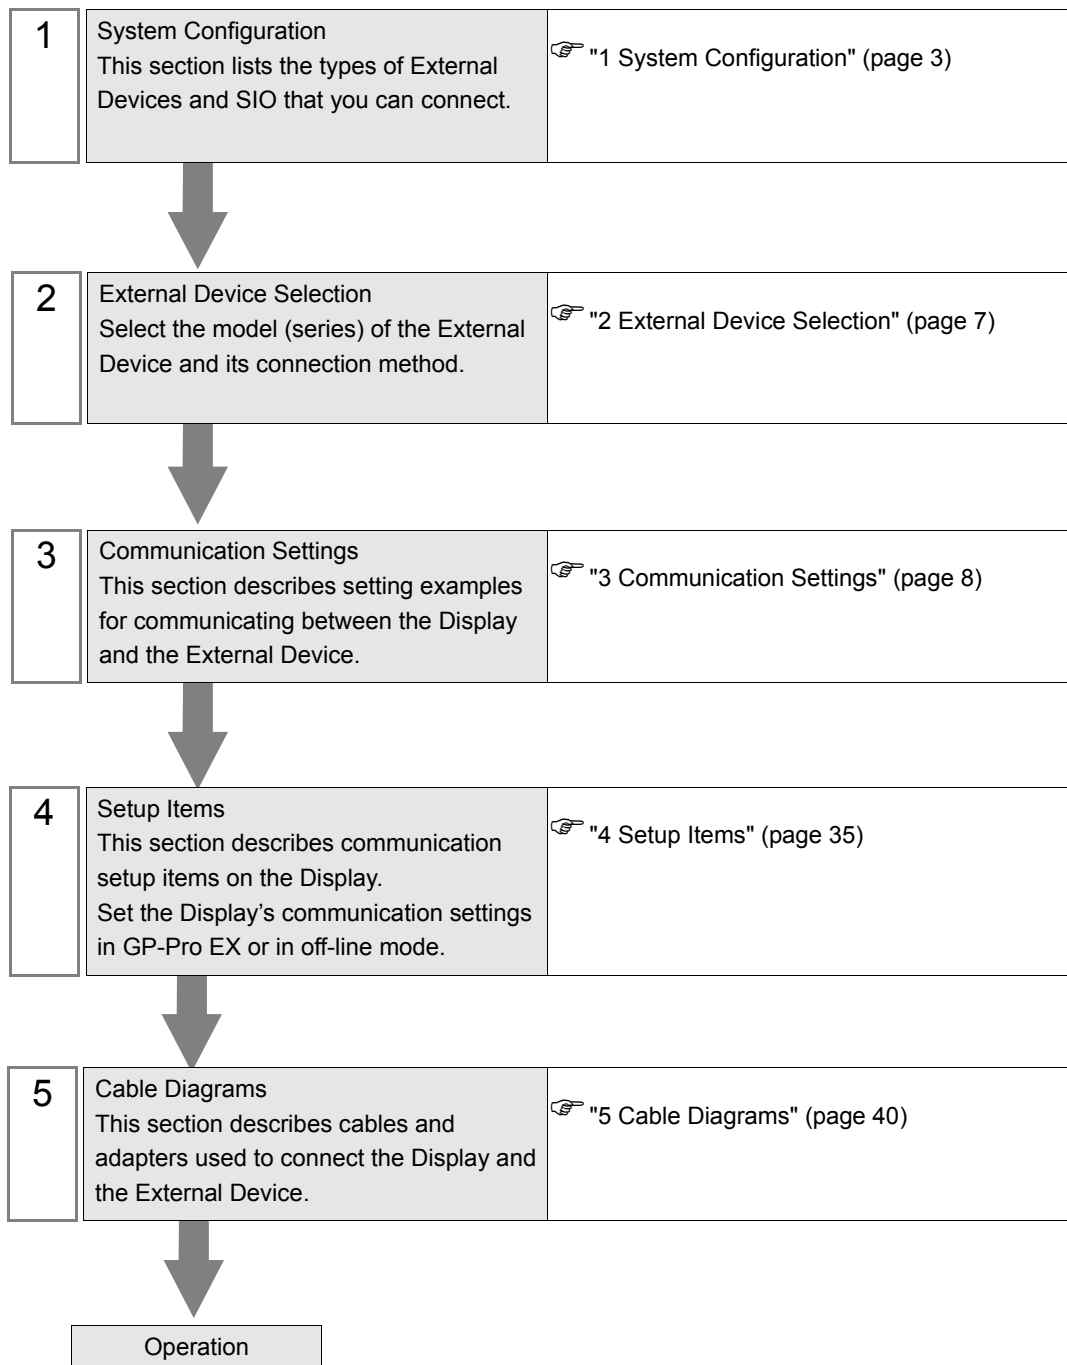 1
System Configuration
This section lists the types of External
Devices and SIO that you can connect.
"1 System Configuration" (page 3)
2
External Device Selection
Select the model (series) of the External
Device and its connection method.
"2 External Device Selection" (page 7)
3
Communication Settings
This section describes setting examples
for communicating between the Display
and the External Device.
"3 Communication Settings" (page 8)
4
Setup Items
This section describes communication
setup items on the Display.
Set the Display’s communication settings
in GP-Pro EX or in off-line mode.
"4 Setup Items" (page 35)
5
Cable Diagrams
This section describes cables and
adapters used to connect the Display and
the External Device.
"5 Cable Diagrams" (page 40)
Operation